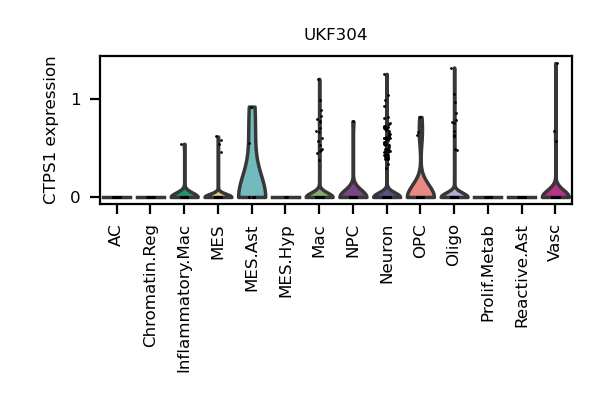 UKF304
CTPS1 expression
1
0
AC
Chromatin.Reg
Inflammatory.Mac
MES
MES.Ast
MES.Hyp
Mac
NPC
Neuron
OPC
Oligo
Prolif.Metab
Reactive.Ast
Vasc